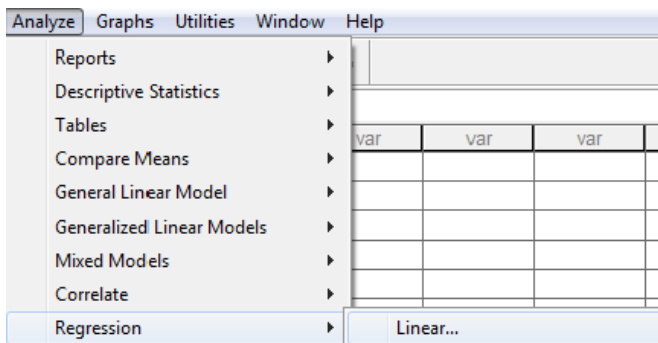 Analyze Graphs Utilities Window Help
Reports
Descriptive Statistics
Tables
var var var
Compare Means
General Linear Model
Generalized Linear Models
Mixed Models
Correlate
Regression Linear...